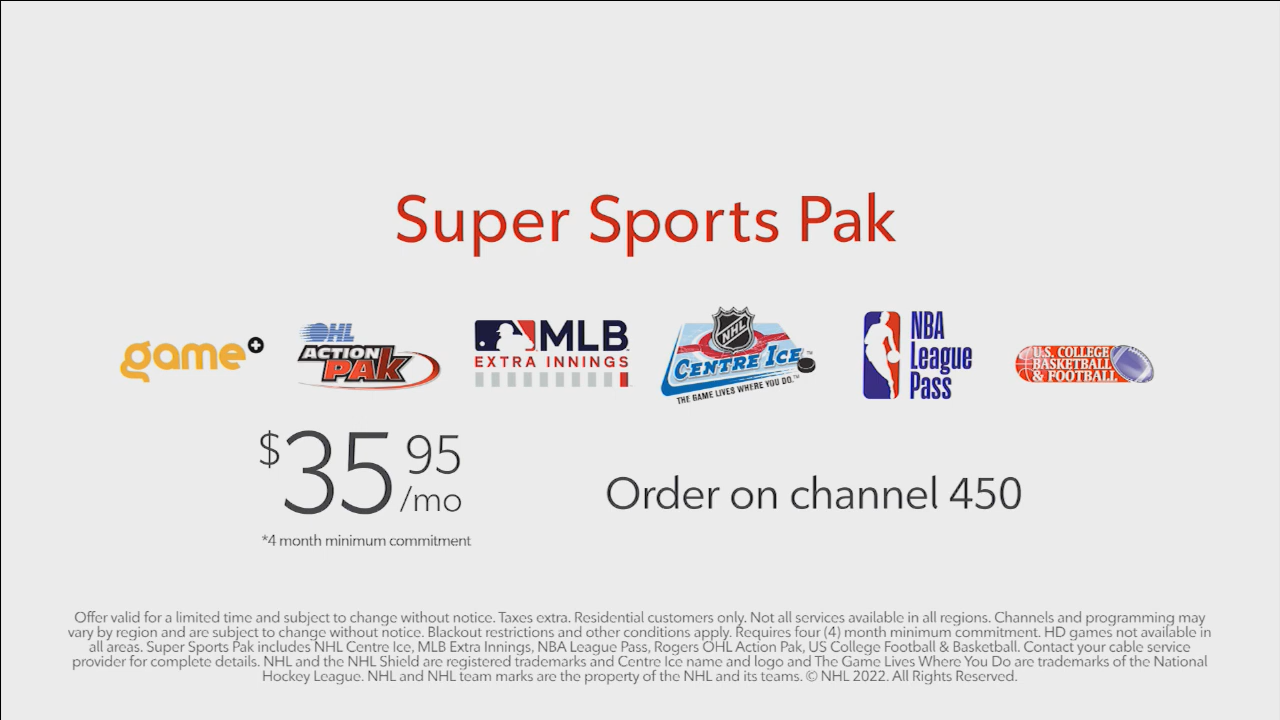 Super Sports Pak
game+
OHL
ACTION
PAK
MLB
EXTRA INNINGS
NHL
CENTRE ICE™
THE GAME LIVES WHERE YOU DO.™
NBA
League
Pass
U.S. COLLEGE
BASKETBALL
& FOOTBALL
$35 95
/mo
*4 month minimum commitment
Order on channel 450
Offer valid for a limited time and subject to change without notice. Taxes extra. Residential customers only. Not all services available in all regions. Channels and programming may
vary by region and are subject to change without notice. Blackout restrictions and other conditions apply. Requires four (4) month minimum commitment. HD games not available in
all areas. Super Sports Pak includes NHL Centre Ice, MLB Extra Innings, NBA League Pass, Rogers OHL Action Pak, US College Football & Basketball. Contact your cable service
provider for complete details. NHL and the NHL Shield are registered trademarks and Centre Ice name and logo and The Game Lives Where You Do are trademarks of the National
Hockey League. NHL and NHL team marks are the property of the NHL and its teams. © NHL 2022. All Rights Reserved.